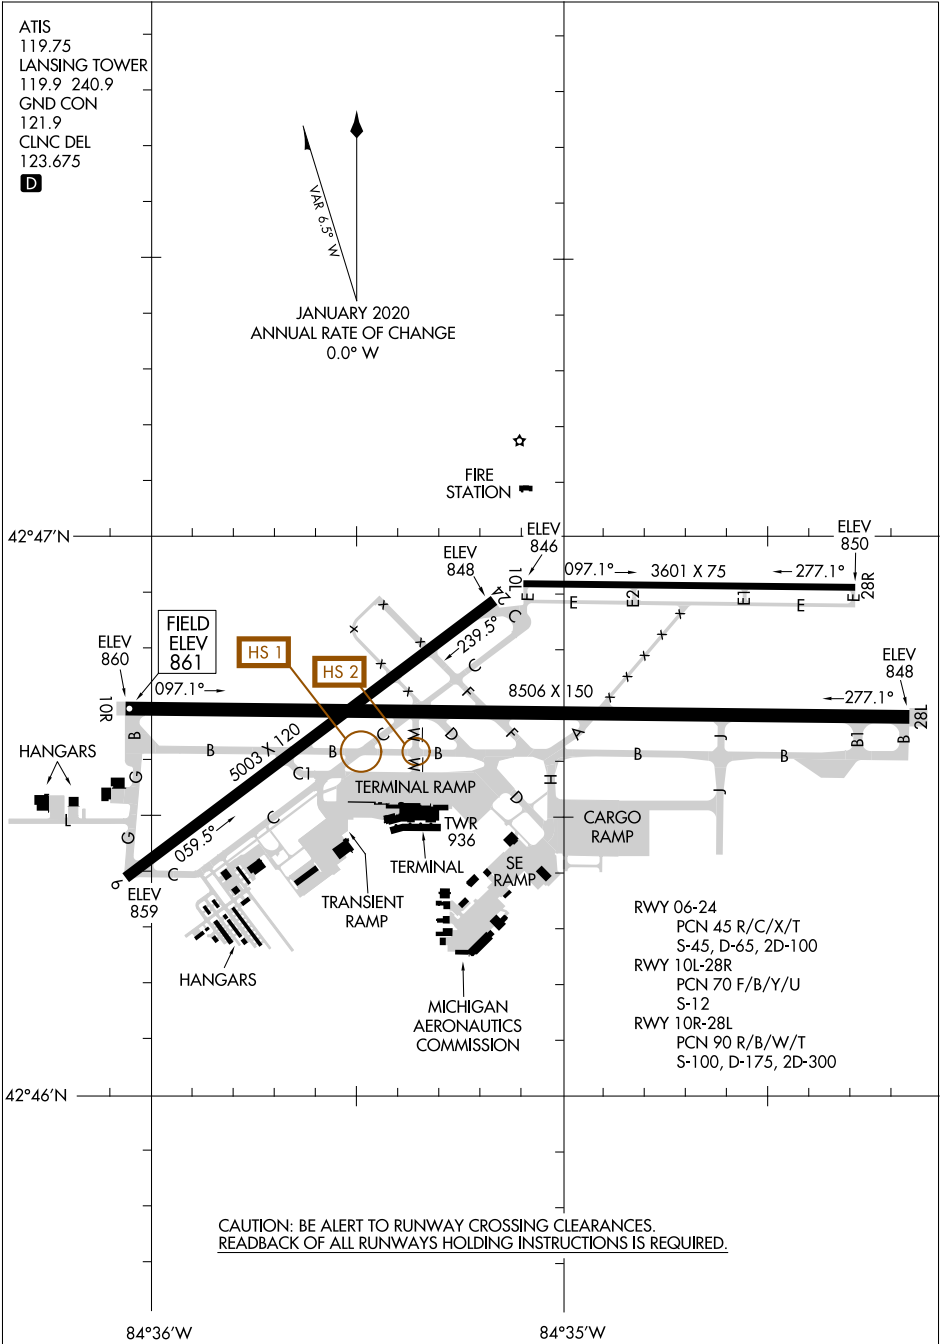 ATIS
119.75
LANSING TOWER
119.9 240.9
GND CON
121.9
CLNC DEL
123.675
D
VAR 6.5° W
JANUARY 2020
ANNUAL RATE OF CHANGE
0.0° W
FIRE
STATION
42°47'N
ELEV
846
ELEV
850
ELEV
848
10L
097.1°
3601 X 75
277.1°
28R
E
E
E2
E1
E
E
24
C
239.5°
FIELD
ELEV
861
ELEV
860
HS 1
HS 2
C
F
ELEV
848
10R
097.1°
8506 X 150
277.1°
28L
B
B
5003 X 120
B
C
W
W
B
D
F
A
H
B
J
J
B
B1
B
HANGARS
G
G
L
C1
C
059.5°
TERMINAL RAMP
TWR
936
TERMINAL
D
CARGO
RAMP
SE
RAMP
6
C
ELEV
859
TRANSIENT
RAMP
HANGARS
MICHIGAN
AERONAUTICS
COMMISSION
RWY 06-24
PCN 45 R/C/X/T
S-45, D-65, 2D-100
RWY 10L-28R
PCN 70 F/B/Y/U
S-12
RWY 10R-28L
PCN 90 R/B/W/T
S-100, D-175, 2D-300
42°46'N
CAUTION: BE ALERT TO RUNWAY CROSSING CLEARANCES.
READBACK OF ALL RUNWAYS HOLDING INSTRUCTIONS IS REQUIRED.
84°36'W
84°35'W